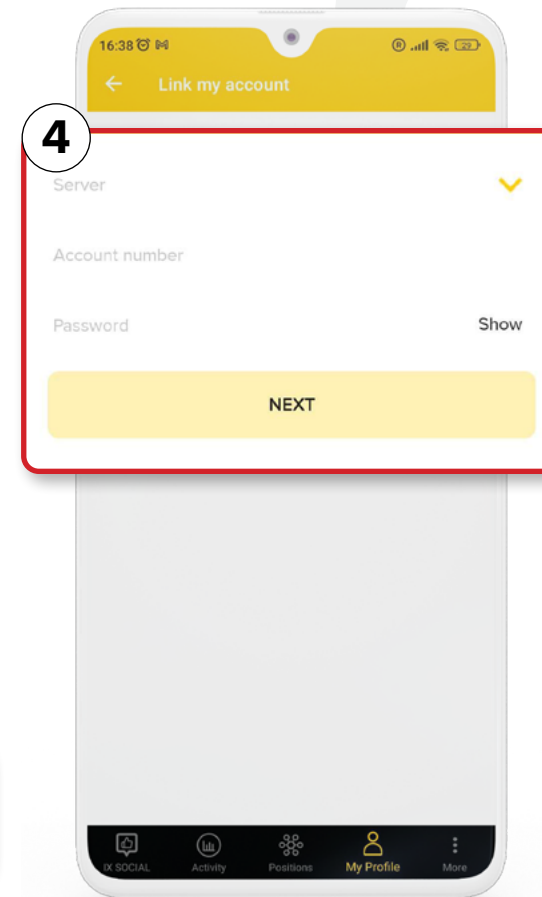 16:38
29
Link my account
4
Server
Account number
Password Show
NEXT
IX SOCIAL Activity Positions My Profile More